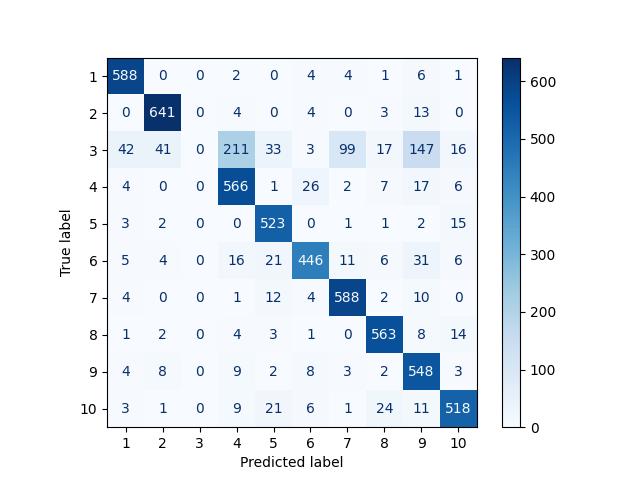 1 588 0 0 2 0 4 4 1 6 1
2 0 641 0 4 0 4 0 3 13 0
3 42 41 0 211 33 3 99 17 147 16
4 4 0 0 566 1 26 2 7 17 6
5 3 2 0 0 523 0 1 1 2 15
6 5 4 0 16 21 446 11 6 31 6
7 4 0 0 1 12 4 588 2 10 0
8 1 2 0 4 3 1 0 563 8 14
9 4 8 0 9 2 8 3 2 548 3
10 3 1 0 9 21 6 1 24 11 518
1 2 3 4 5 6 7 8 9 10
Predicted label
True label
600
500
400
300
200
100
0